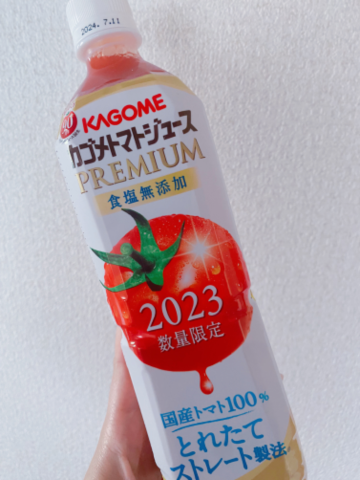 2024.7.11
KAGOME
カゴメトマトジュース
PREMIUM
食塩無添加
2023
数量限定
国産トマト100%
とれたて
ストレート製法